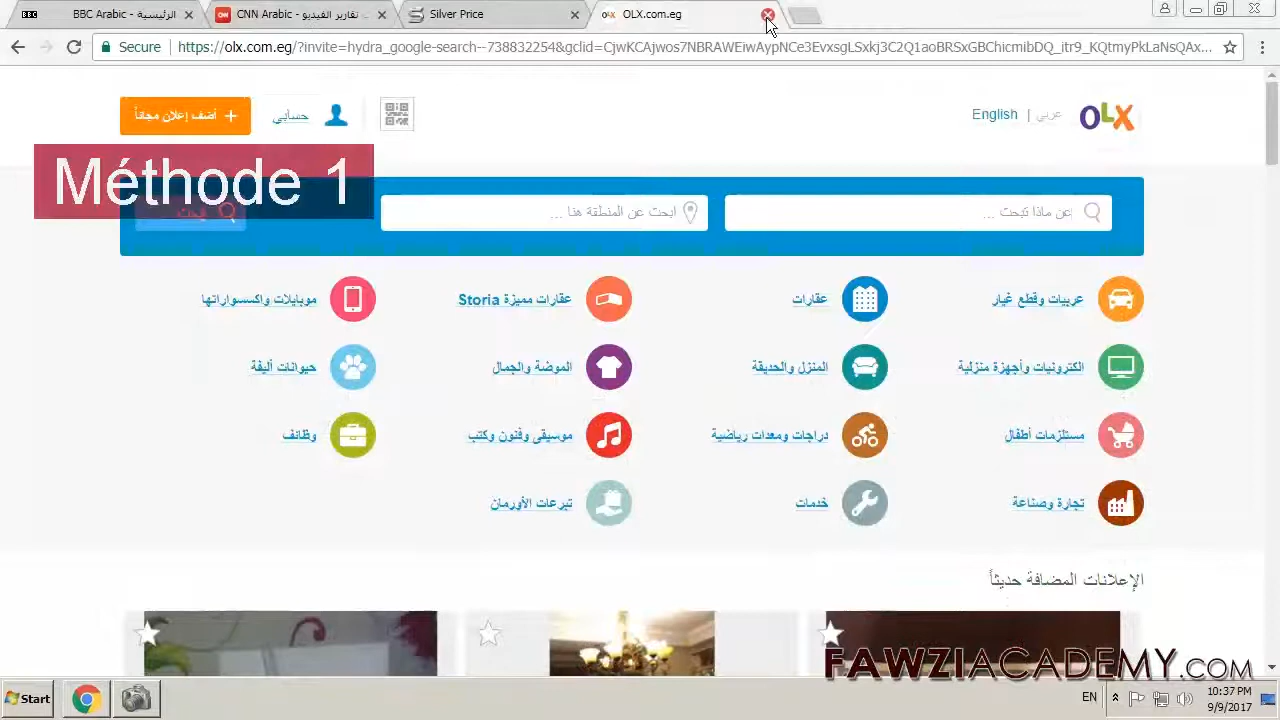 BBC Arabic - الرئيسية
CNN Arabic - تقارير الفيديو
Silver Price
OLX.com.eg
Secure
https://olx.com.eg/?invite=hydra_google-search--738832254&gclid=CjwKCAjwos7NBRAWEiwAypNCeEvxsgLSxkj3C2Q1aoBRSxGBChicmibDQ_itr9_KQtmyPkLaNsQAx...
OLX
عربي | English
حسابي
+ أضف إعلان مجاناً
Méthode 1
عن ماذا تبحث ...
ابحث عن المنطقة هنا ...
ابحث
عربيات وقطع غيار
عقارات
عقارات مميزة Storia
موبايلات واكسسواراتها
الكترونيات وأجهزة منزلية
المنزل والحديقة
الموضة والجمال
حيوانات أليفة
مستلزمات أطفال
دراجات ومعدات رياضية
موسيقى وفنون وكتب
وظائف
تجارة وصناعة
خدمات
تبرعات الأورمان
الإعلانات المضافة حديثاً
FAWZIACADEMY.COM
Start
EN
10:37 PM
9/9/2017